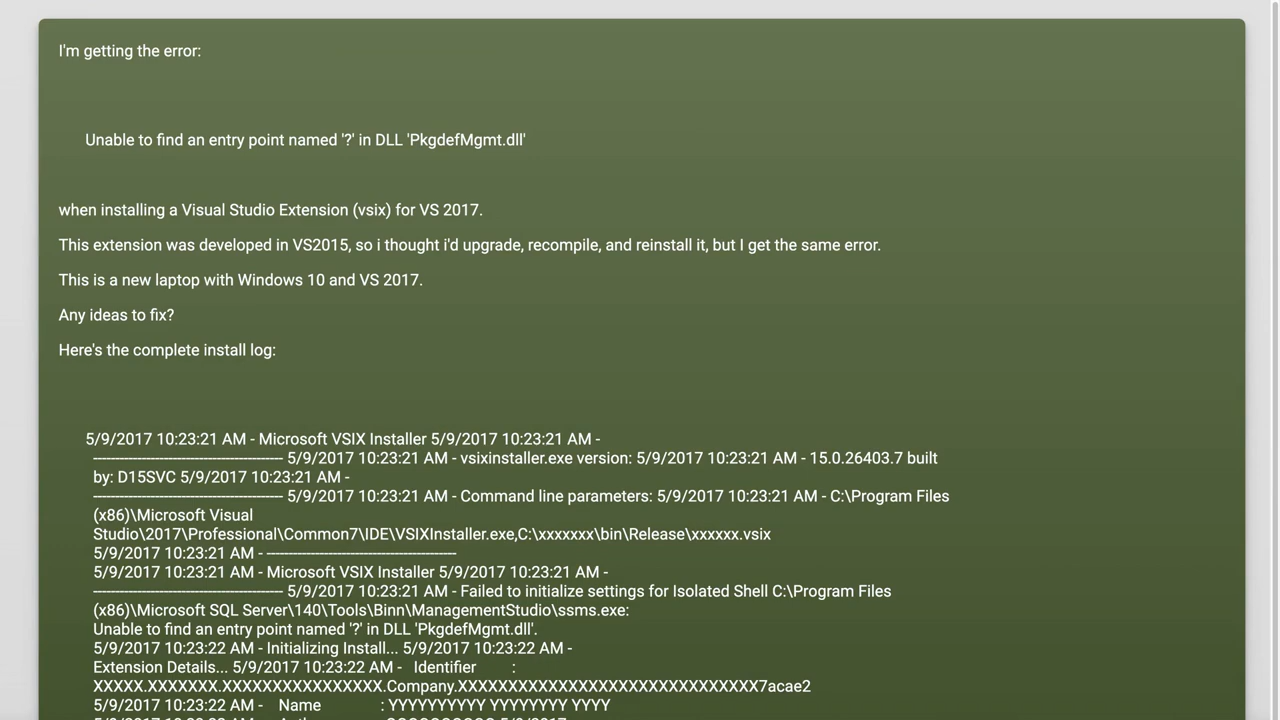 I'm getting the error:
Unable to find an entry point named '?' in DLL 'PkgdefMgmt.dll'
when installing a Visual Studio Extension (vsix) for VS 2017.
This extension was developed in VS2015, so i thought i'd upgrade, recompile, and reinstall it, but I get the same error.
This is a new laptop with Windows 10 and VS 2017.
Any ideas to fix?
Here's the complete install log:
5/9/2017 10:23:21 AM - Microsoft VSIX Installer 5/9/2017 10:23:21 AM -
------------------------------------------- 5/9/2017 10:23:21 AM - vsixinstaller.exe version: 5/9/2017 10:23:21 AM - 15.0.26403.7 built
by: D15SVC 5/9/2017 10:23:21 AM -
------------------------------------------- 5/9/2017 10:23:21 AM - Command line parameters: 5/9/2017 10:23:21 AM - C:\Program Files
(x86)\Microsoft Visual
Studio\2017\Professional\Common7\IDE\VSIXInstaller.exe,C:\xxxxxxx\bin\Release\xxxxxx.vsix
5/9/2017 10:23:21 AM - -------------------------------------------
5/9/2017 10:23:21 AM - Microsoft VSIX Installer 5/9/2017 10:23:21 AM -
------------------------------------------- 5/9/2017 10:23:21 AM - Failed to initialize settings for Isolated Shell C:\Program Files
(x86)\Microsoft SQL Server\140\Tools\Binn\ManagementStudio\ssms.exe:
Unable to find an entry point named '?' in DLL 'PkgdefMgmt.dll'.
5/9/2017 10:23:22 AM - Initializing Install... 5/9/2017 10:23:22 AM -
Extension Details... 5/9/2017 10:23:22 AM - Identifier :
XXXXX.XXXXXXX.XXXXXXXXXXXXXXXX.Company.XXXXXXXXXXXXXXXXXXXXXXXXXXXXX7acae2
5/9/2017 10:23:22 AM - Name : YYYYYYYYYY YYYYYYYY YYYY